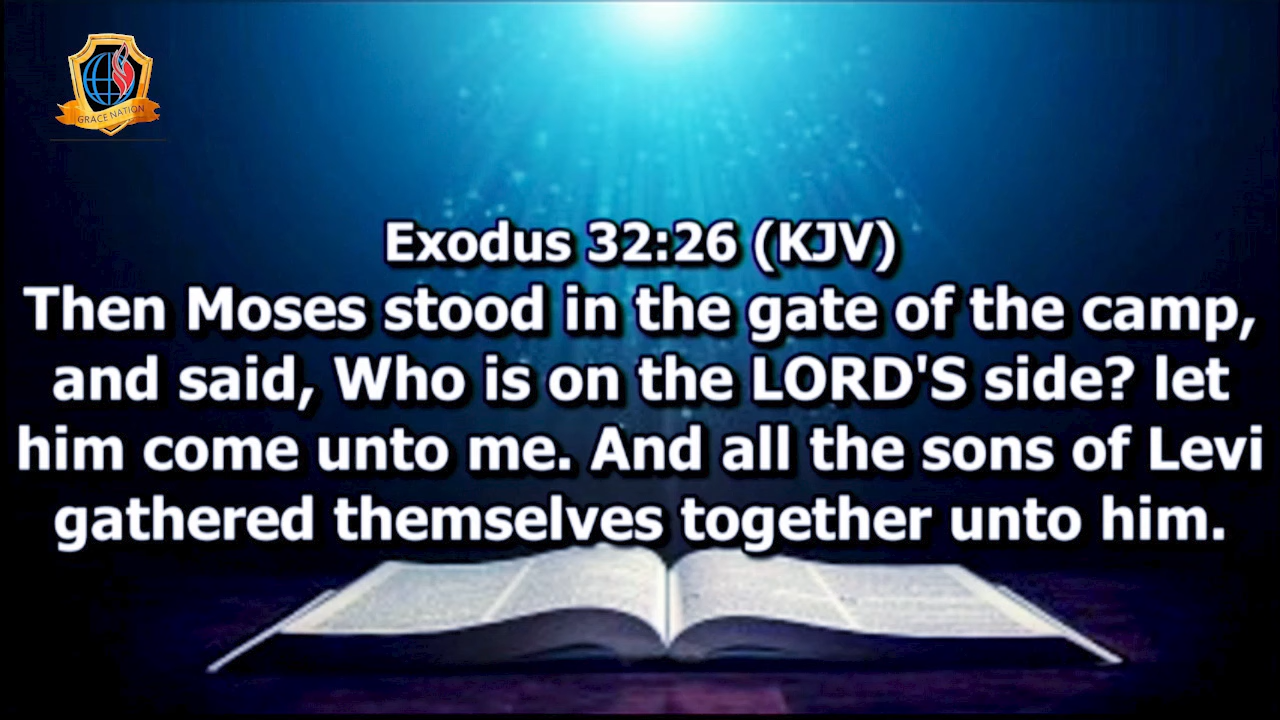 GRACE NATION
Exodus 32:26 (KJV)
Then Moses stood in the gate of the camp,
and said, Who is on the LORD'S side? let
him come unto me. And all the sons of Levi
gathered themselves together unto him.